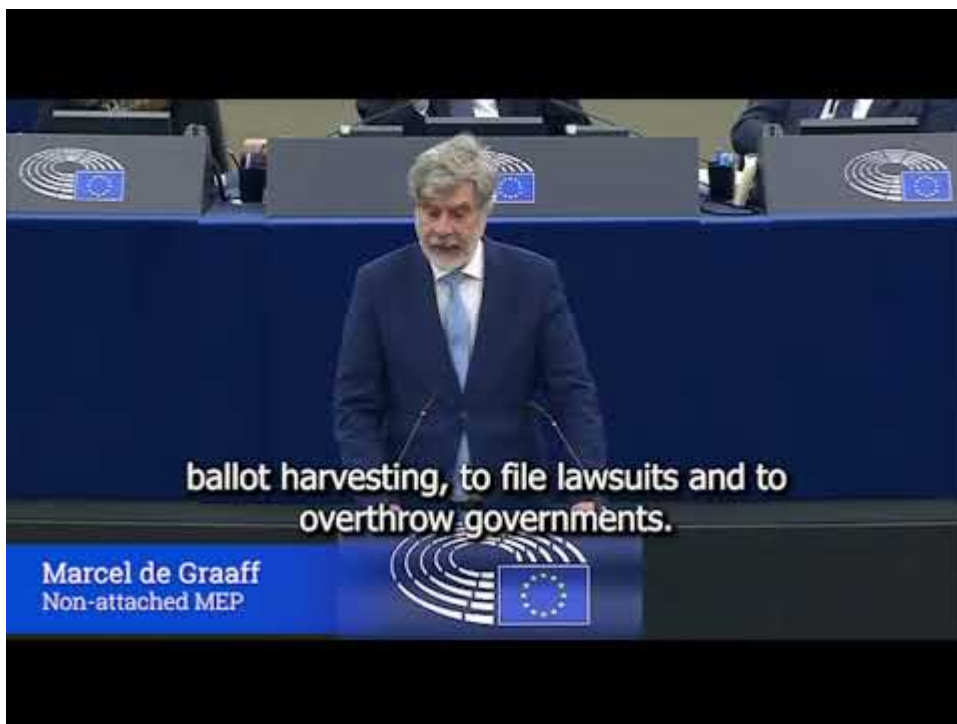 ballot harvesting, to file lawsuits and to
overthrow governments.
Marcel de Graaff
Non-attached MEP